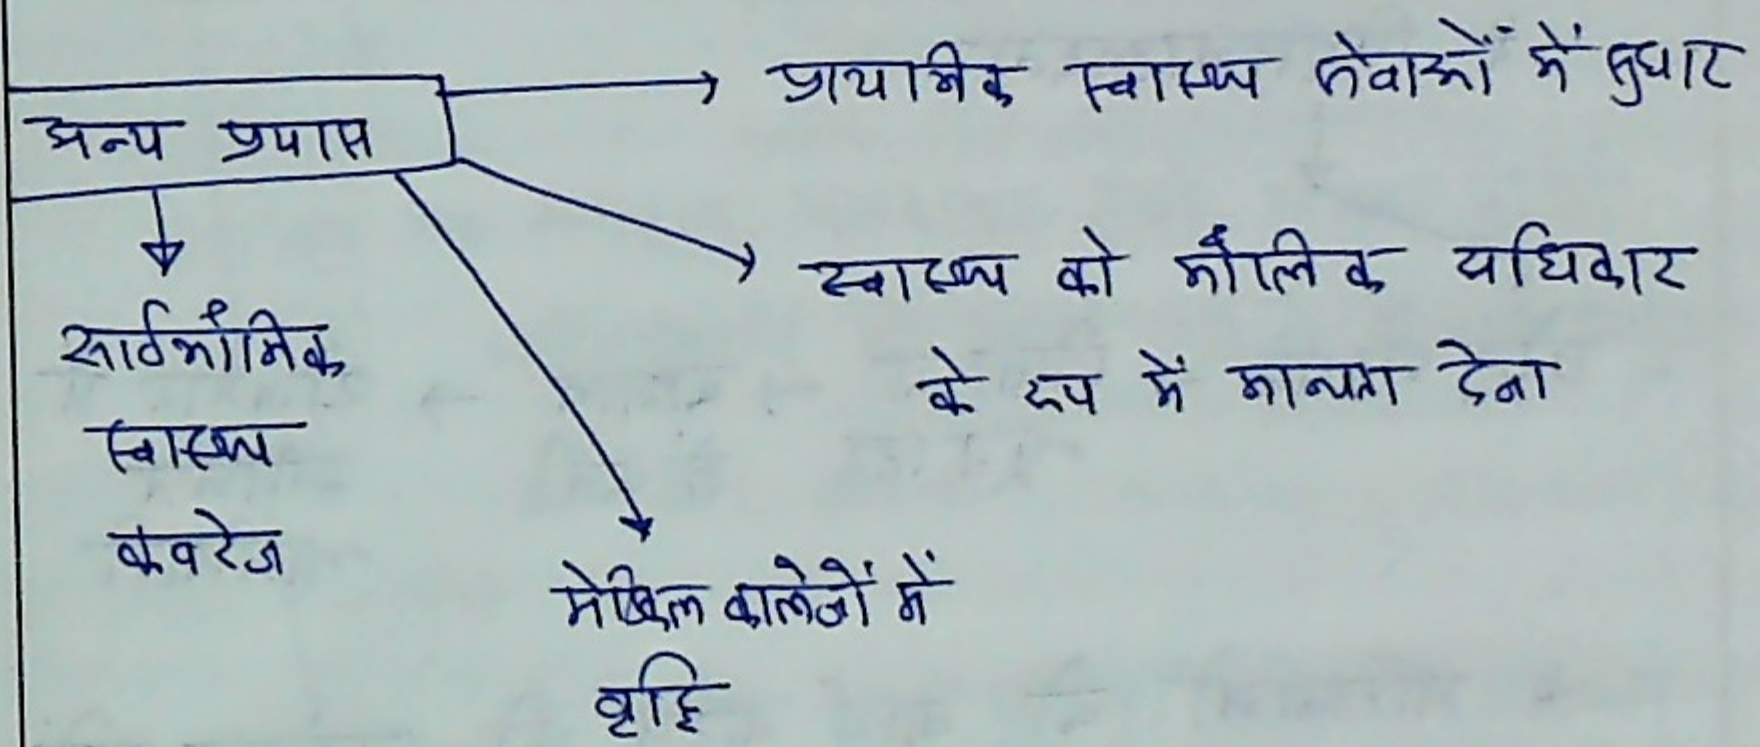 अन्य प्रयास
प्राथमिक स्वास्थ्य सेवाओं में सुधार
स्वास्थ्य को मौलिक अधिकार
के रूप में मान्यता देना
सार्वभौमिक
स्वास्थ्य
कवरेज
मेडिकल कालेजों में
वृद्धि